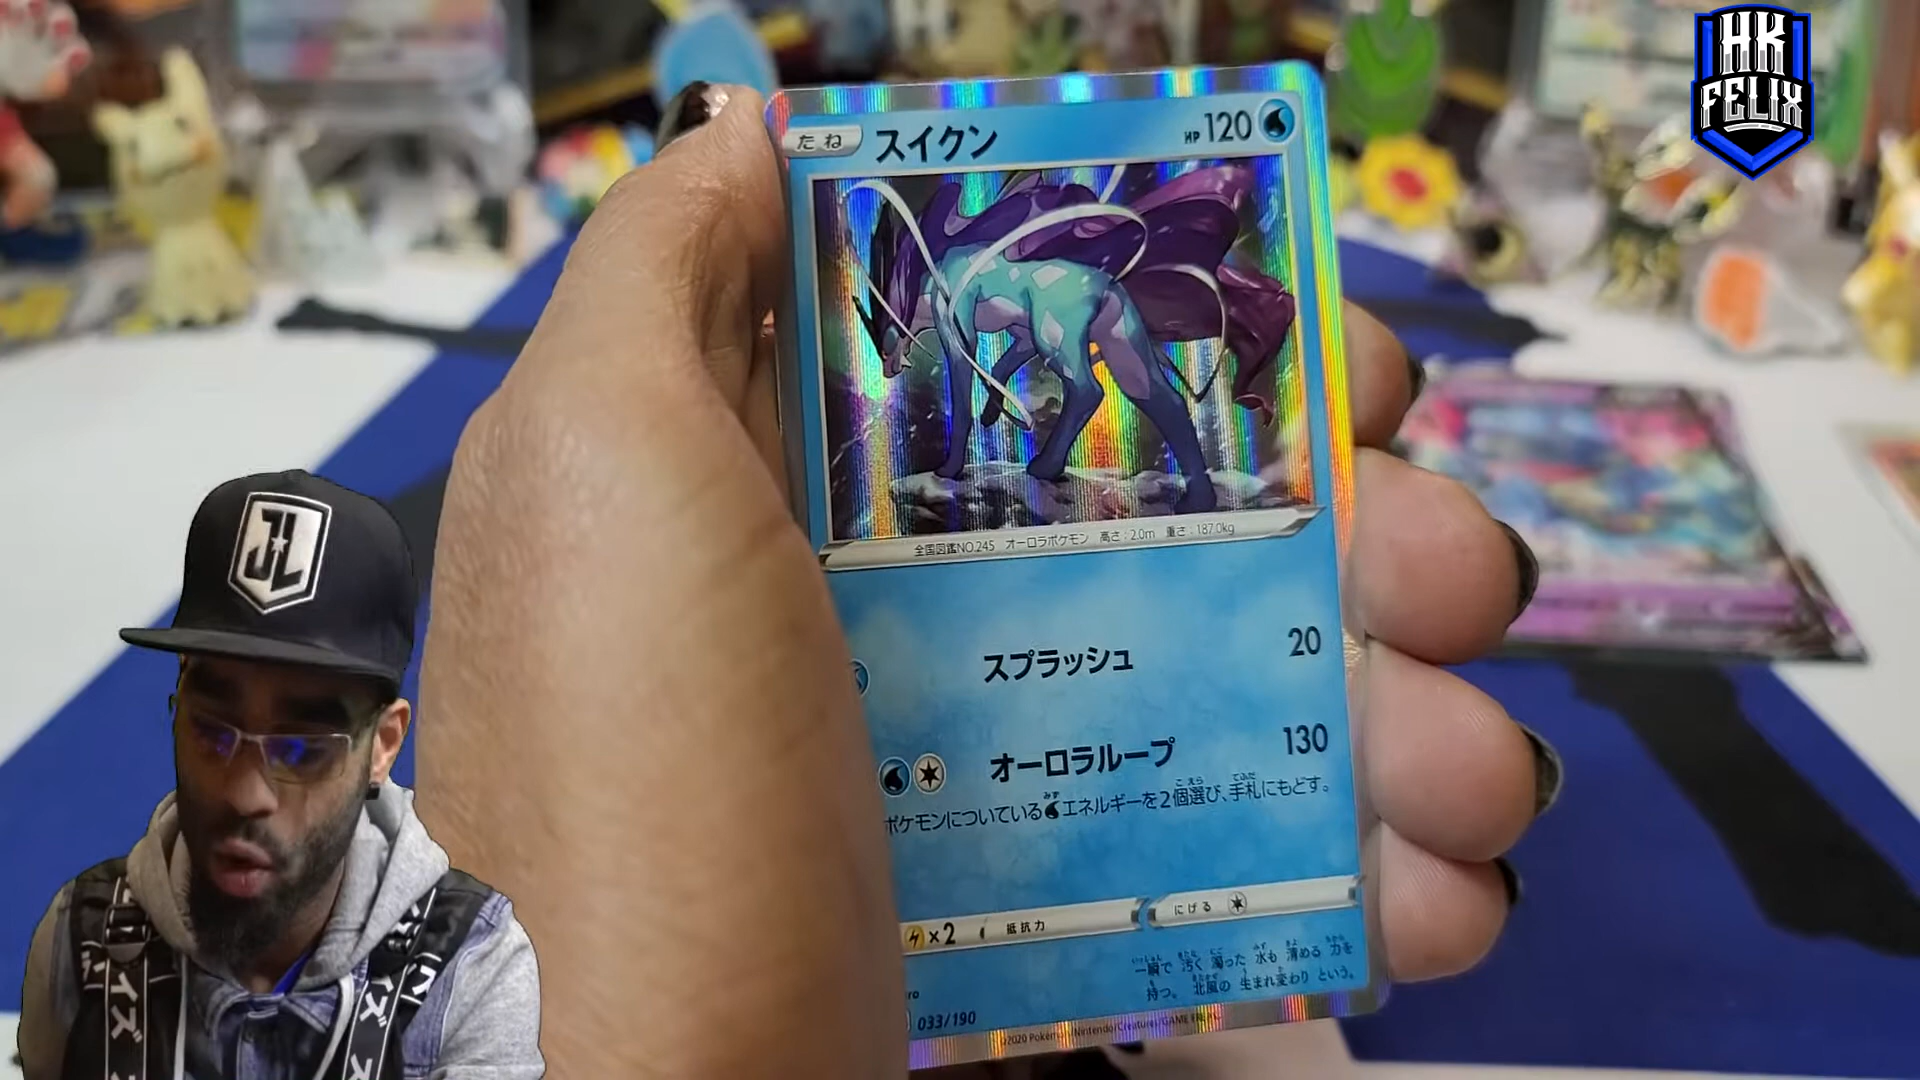 HK
FELIX
たね スイクン HP 120
全国図鑑NO.245 オーロラポケモン 高さ:2.0m 重さ:187.0kg
スプラッシュ 20
オーロラループ 130
ポケモンについている エネルギーを2個選び、手札にもどす。
×2 抵抗力 にげる
一瞬で 汚く 濁った 水も 清める 力を
持つ。 北風の 生まれ変わり という。
033/190
©2020 Pokémon/Nintendo/Creatures/GAME FREAK
JL
イズ